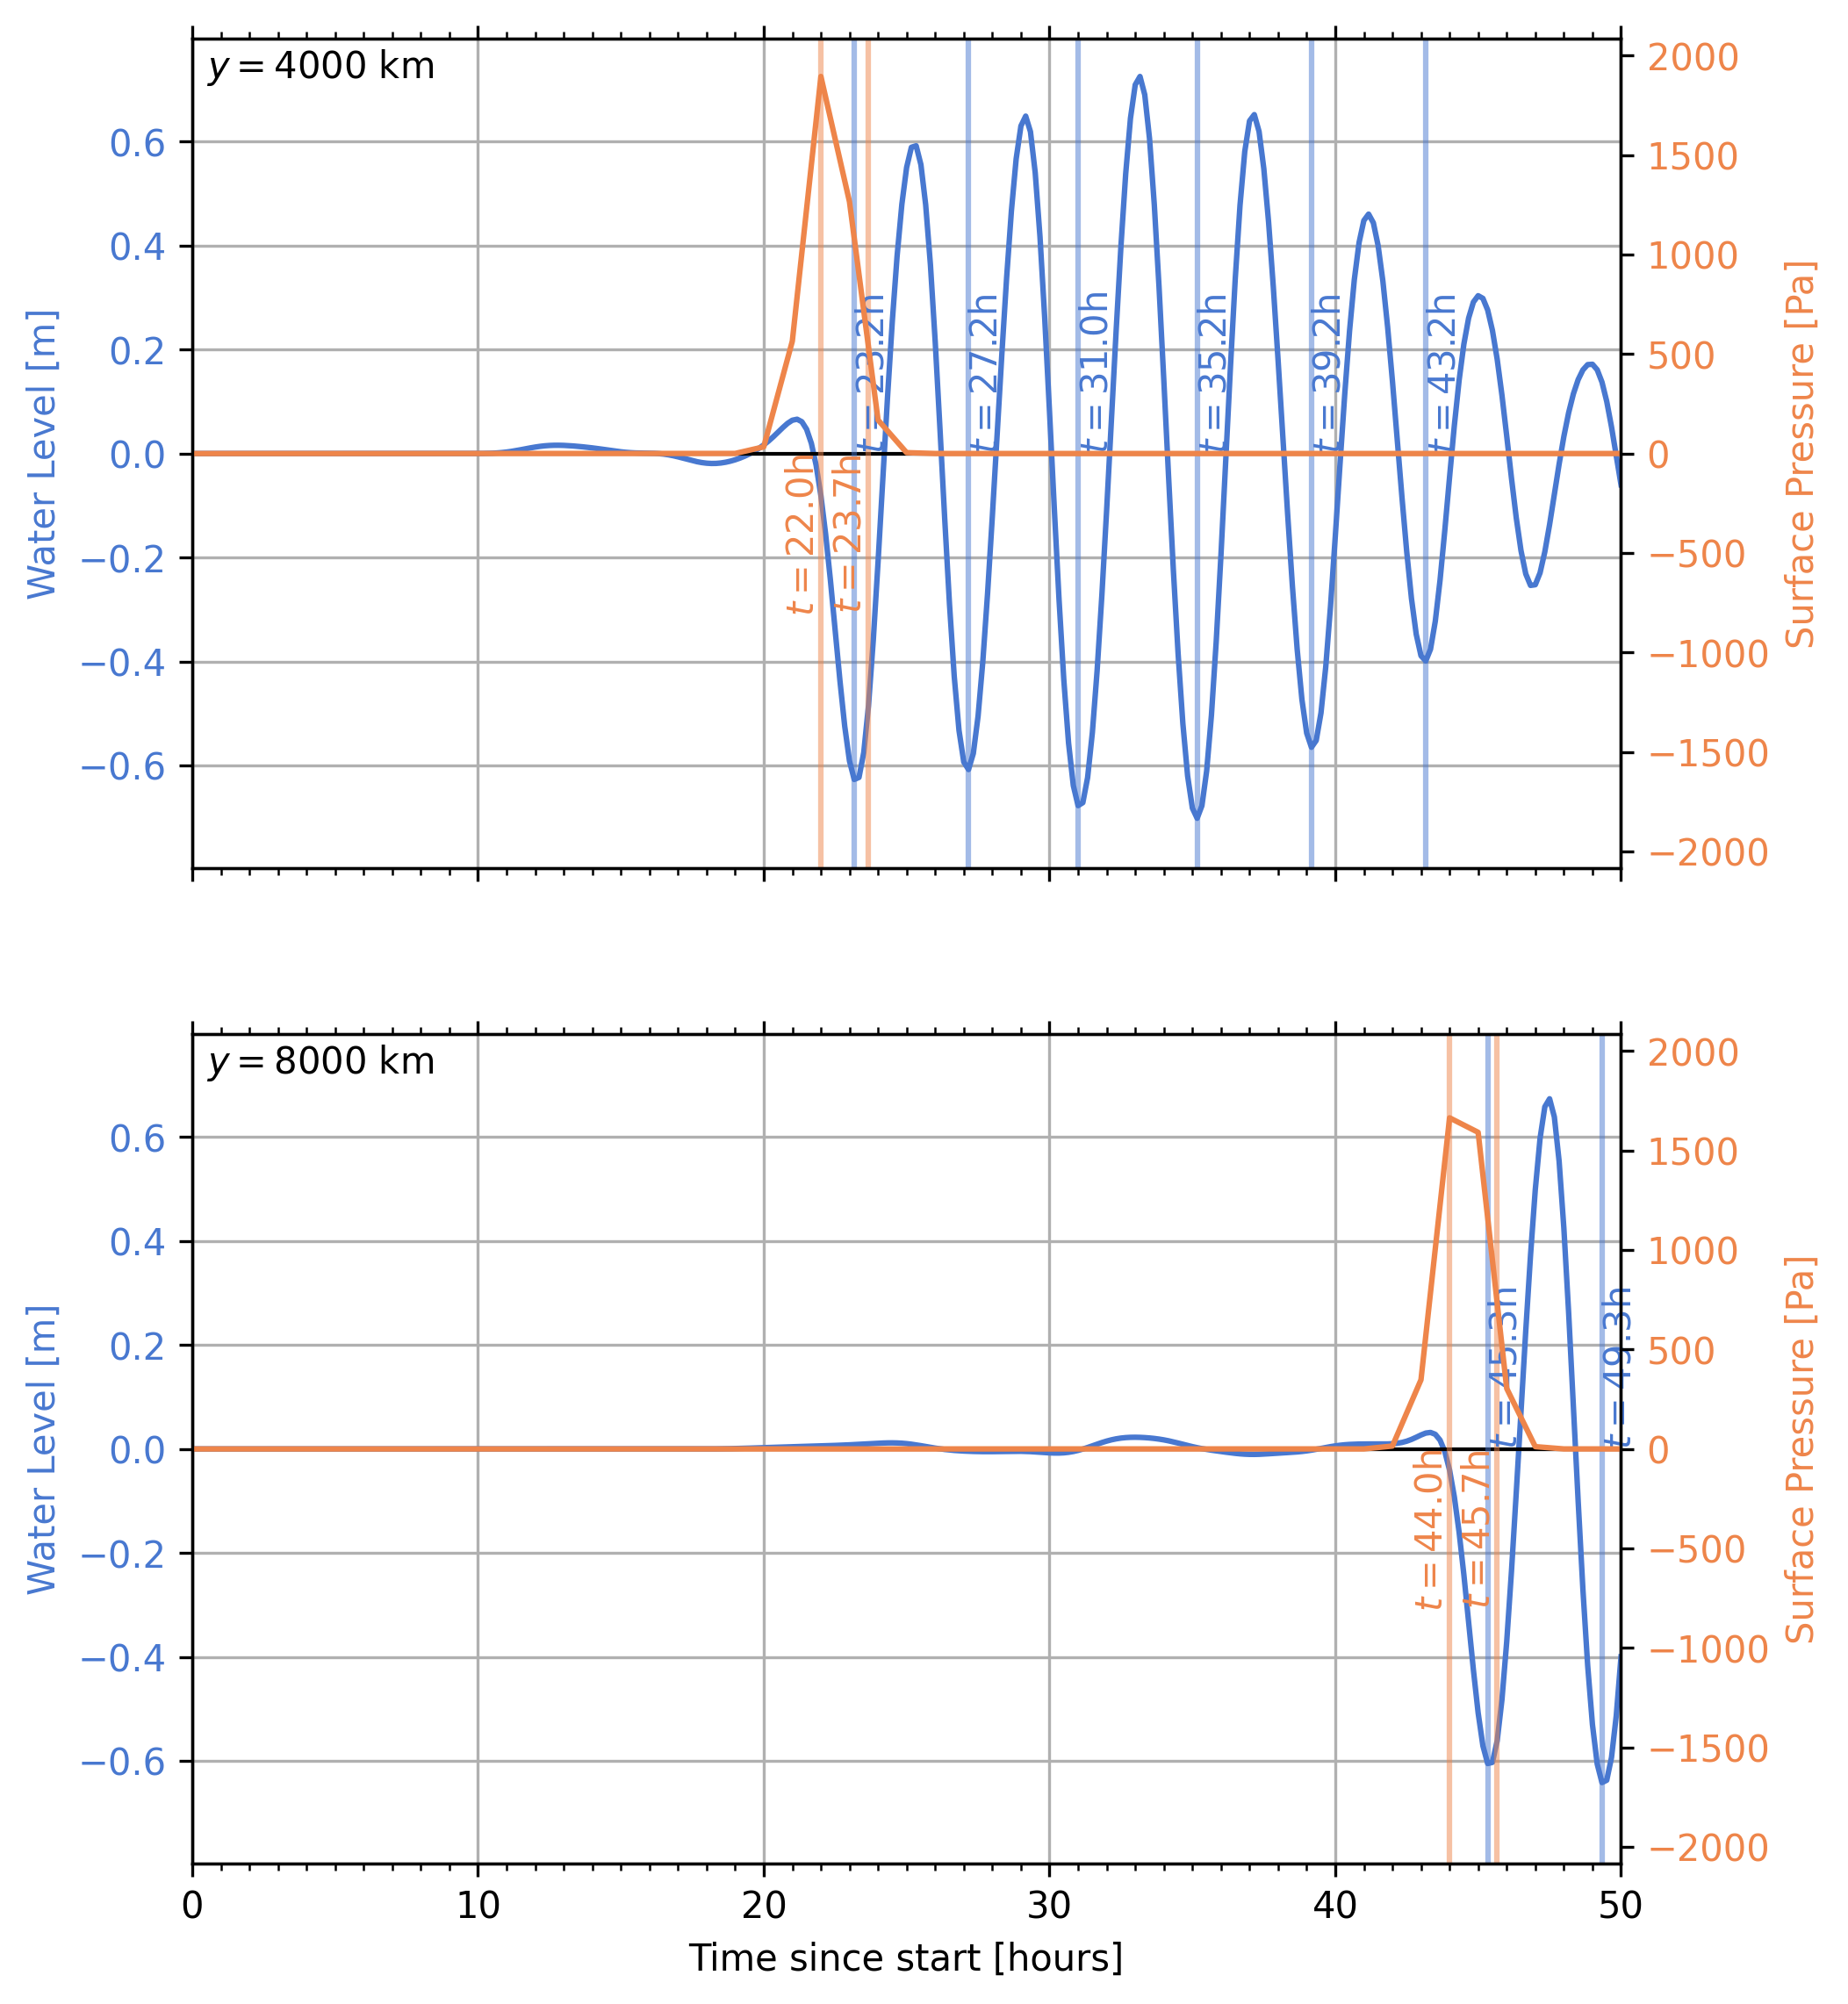 y = 4000 km
Water Level [m]
0.6
0.4
0.2
0.0
−0.2
−0.4
−0.6
t = 22.0h
t = 23.7h
t = 23.2h
t = 27.2h
t = 31.0h
t = 35.2h
t = 39.2h
t = 43.2h
2000
1500
1000
500
0
−500
−1000
−1500
−2000
Surface Pressure [Pa]
y = 8000 km
Water Level [m]
0.6
0.4
0.2
0.0
−0.2
−0.4
−0.6
t = 44.0h
t = 45.7h
t = 45.3h
t = 49.3h
2000
1500
1000
500
0
−500
−1000
−1500
−2000
Surface Pressure [Pa]
0 10 20 30 40 50
Time since start [hours]